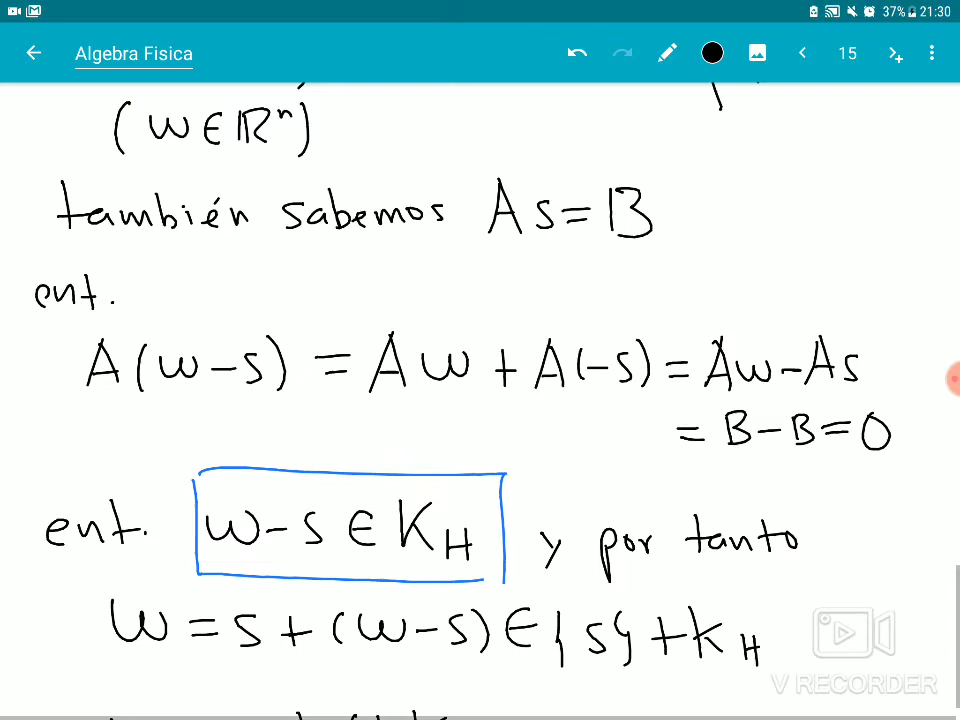 37% 21:30
Algebra Fisica
15
(w ∈ ℝⁿ)
también sabemos As = B
ent.
A(w-s) = Aw + A(-s) = Aw - As
= B - B = 0
ent. w-s ∈ K_H y por tanto
w = s + (w-s) ∈ {s} + K_H
V RECORDER